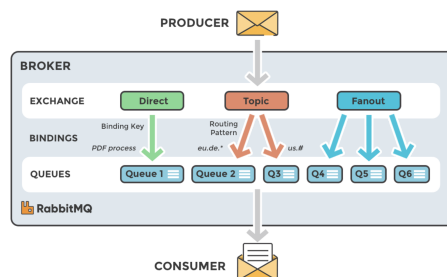 PRODUCER
BROKER
EXCHANGE Direct Topic Fanout
Binding Key Routing
Pattern
BINDINGS
PDF process eu.de.* us.#
QUEUES Queue 1 Queue 2 Q3 Q4 Q5 Q6
RabbitMQ
CONSUMER